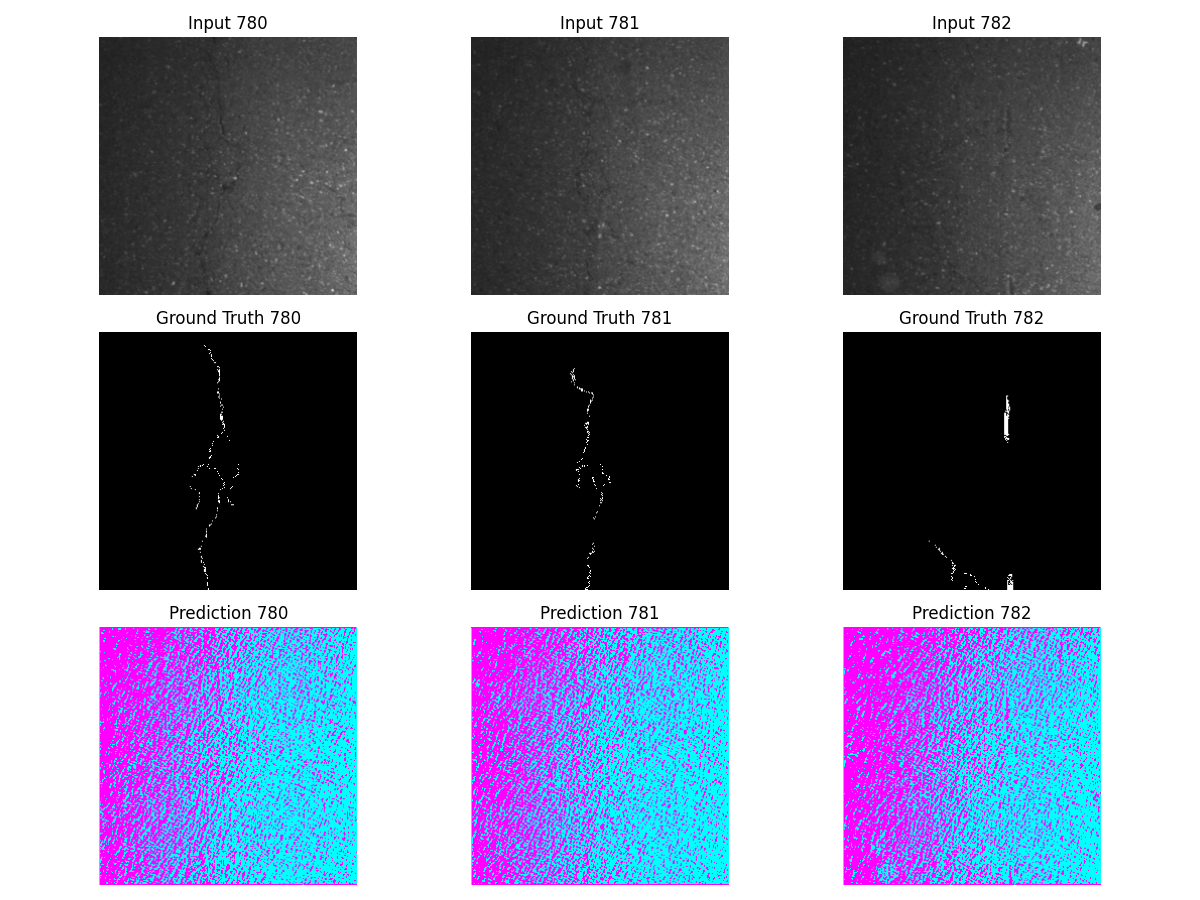 Input 780
Input 781
Input 782
Ground Truth 780
Ground Truth 781
Ground Truth 782
Prediction 780
Prediction 781
Prediction 782